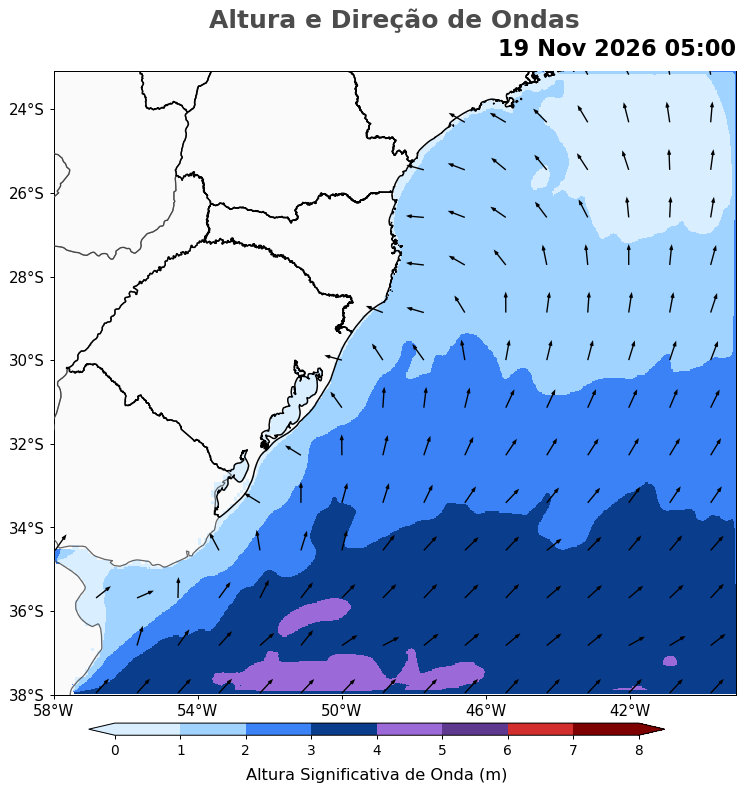 Altura e Direção de Ondas
19 Nov 2026 05:00
24°S
26°S
28°S
30°S
32°S
34°S
36°S
38°S
58°W 54°W 50°W 46°W 42°W
0 1 2 3 4 5 6 7 8
Altura Significativa de Onda (m)